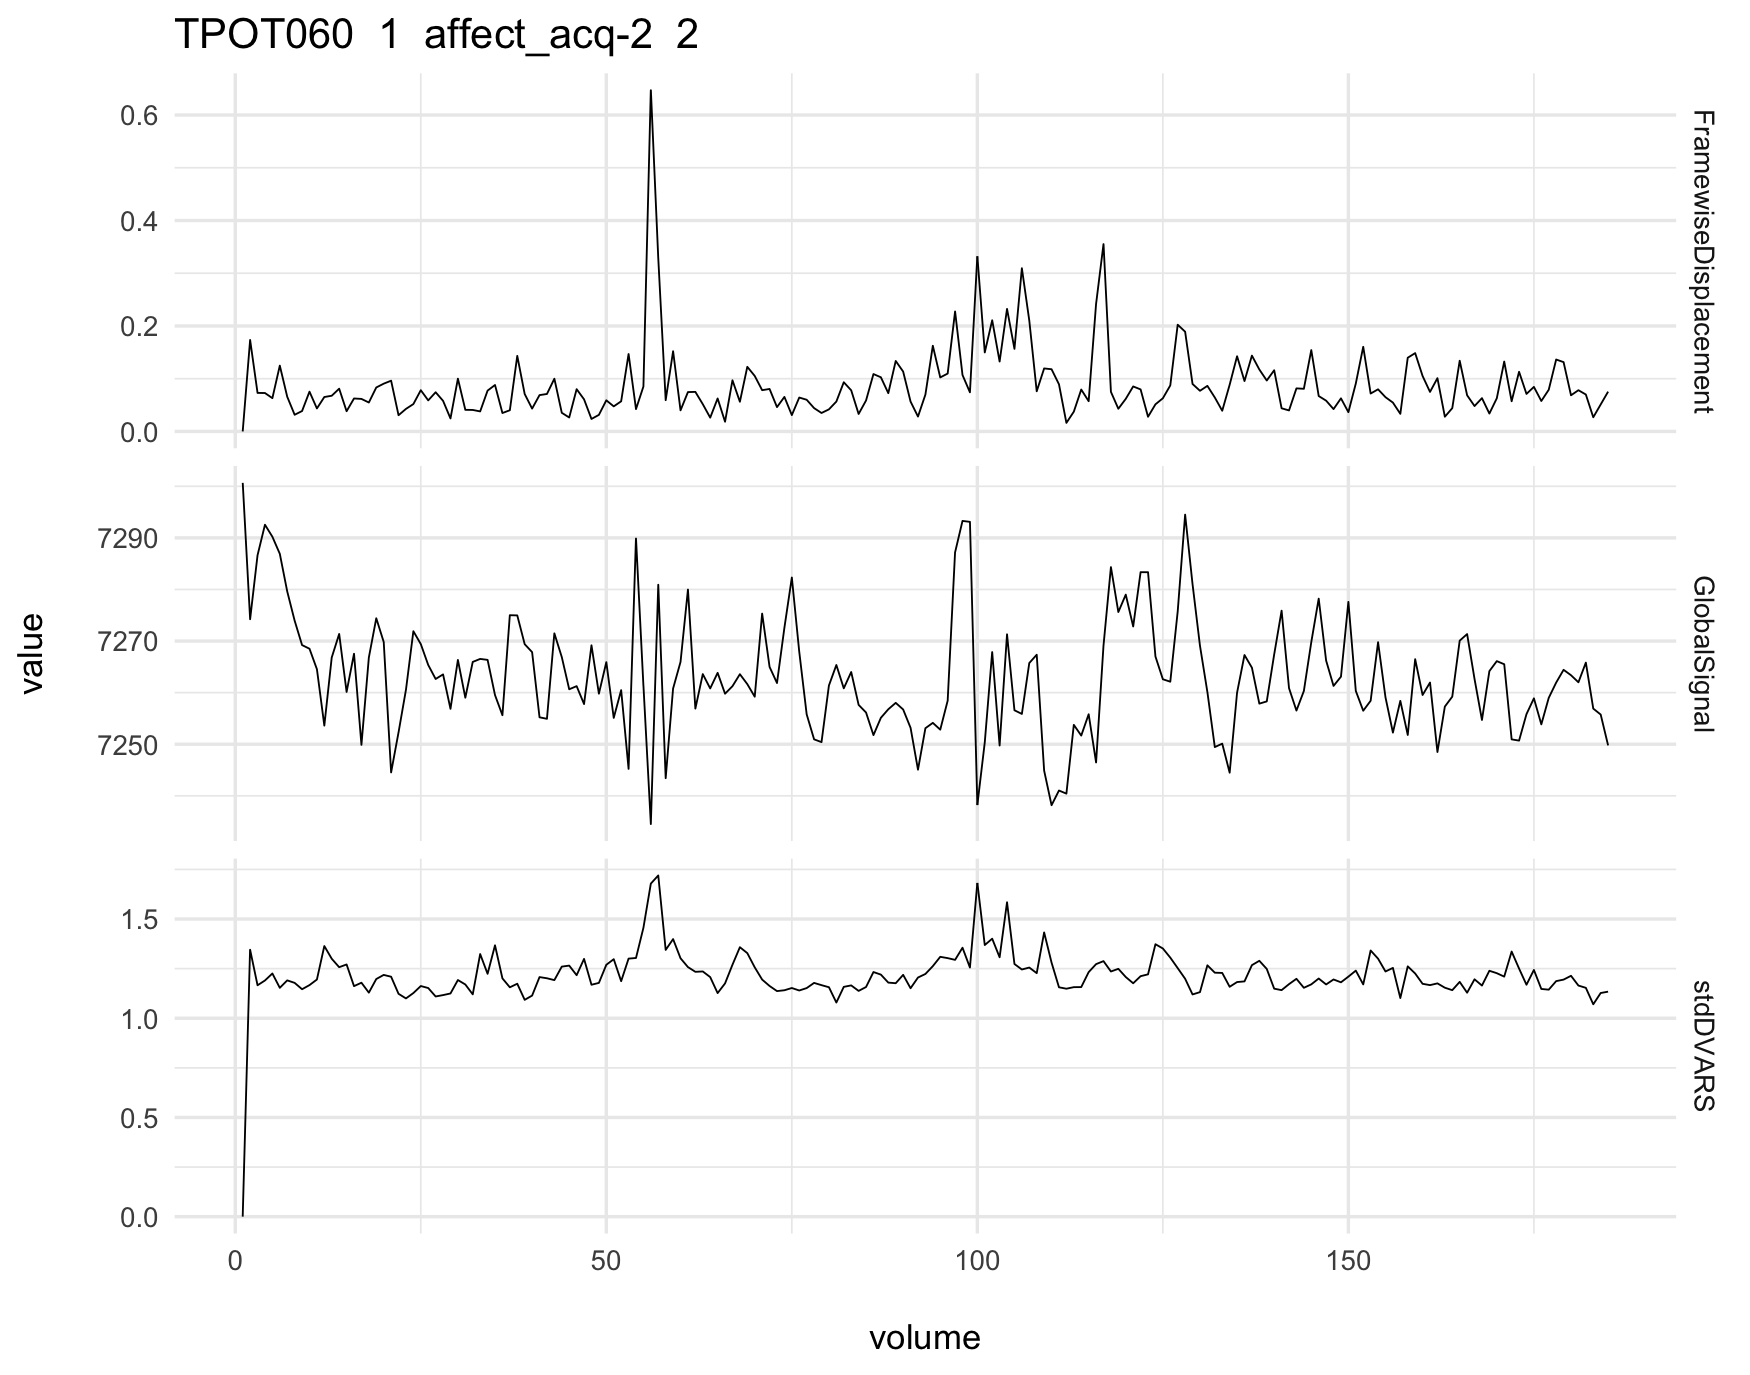 TPOT060 1 affect_acq-2 2
0.6
0.4
0.2
0.0
FramewiseDisplacement
7290
7270
7250
GlobalSignal
value
1.5
1.0
0.5
0.0
stdDVARS
0 50 100 150
volume